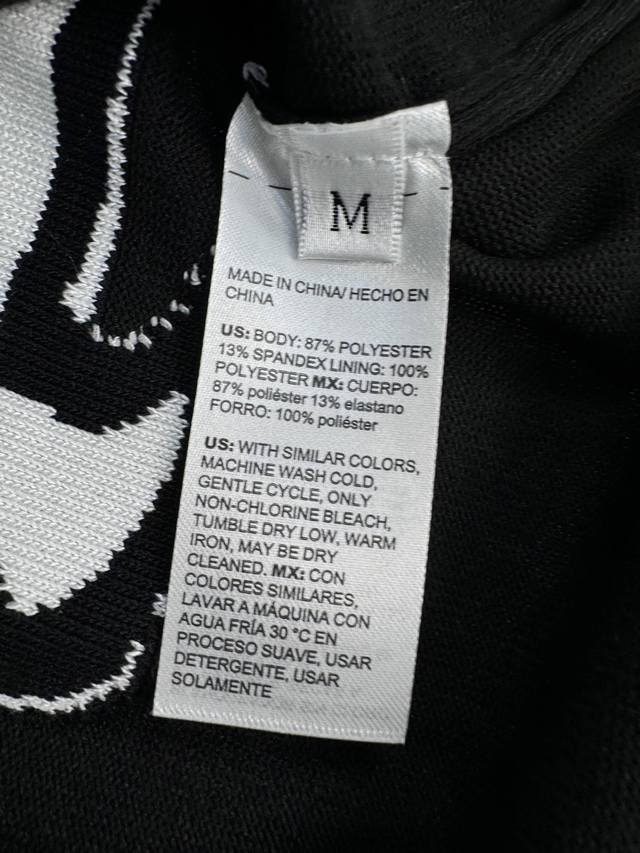 M
MADE IN CHINA/ HECHO EN
CHINA
US: BODY: 87% POLYESTER
13% SPANDEX LINING: 100%
POLYESTER MX: CUERPO:
87% poliéster 13% elastano
FORRO: 100% poliéster
US: WITH SIMILAR COLORS,
MACHINE WASH COLD,
GENTLE CYCLE, ONLY
NON-CHLORINE BLEACH,
TUMBLE DRY LOW, WARM
IRON, MAY BE DRY
CLEANED. MX: CON
COLORES SIMILARES,
LAVAR A MÁQUINA CON
AGUA FRÍA 30 °C EN
PROCESO SUAVE, USAR
DETERGENTE, USAR
SOLAMENTE